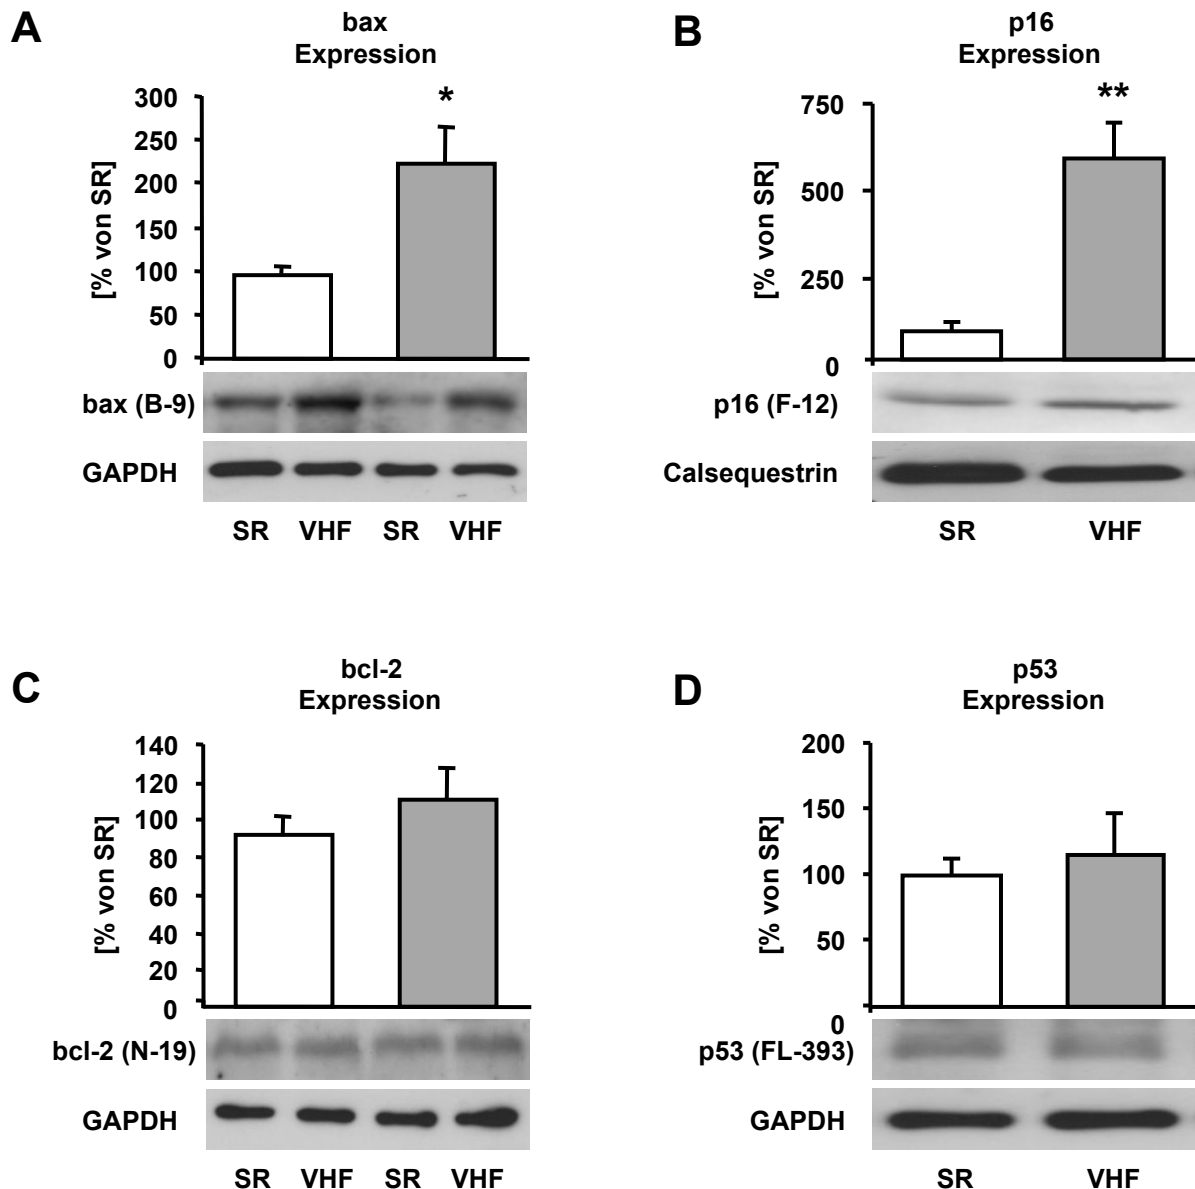 A
bax
Expression
*
[% von SR]
300
250
200
150
100
50
0
bax (B-9)
GAPDH
SR VHF SR VHF
B
p16
Expression
**
[% von SR]
750
500
250
0
p16 (F-12)
Calsequestrin
SR VHF
C
bcl-2
Expression
[% von SR]
140
120
100
80
60
40
20
0
bcl-2 (N-19)
GAPDH
SR VHF SR VHF
D
p53
Expression
[% von SR]
200
150
100
50
0
p53 (FL-393)
GAPDH
SR VHF